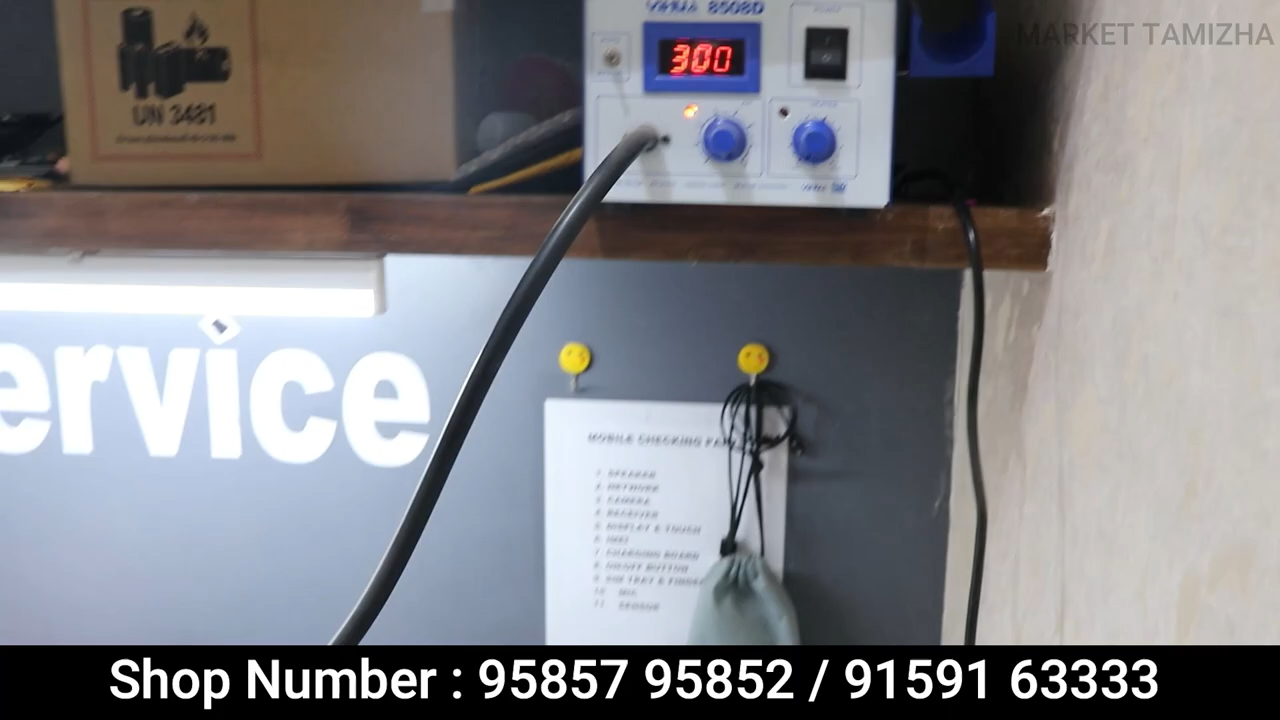 MARKET TAMIZHA
8508D
300
UN 3481
ervice
MOBILE CHECKING
1. SPEAKER
2. NETWORK
3. CAMERA
4. RECEIVER
5. DISPLAY & TOUCH
6. IMEI
7. CHARGING BOARD
8. ON/OFF BUTTON
9. SIM TRAY &
10 MIC
11 SENSOR
Shop Number : 95857 95852 / 91591 63333